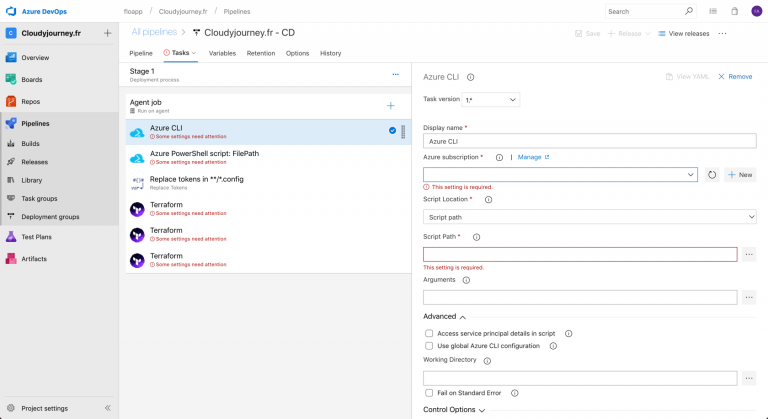 Azure DevOps
floapp / Cloudyjourney.fr / Pipelines
Search
Cloudyjourney.fr
Overview
Boards
Repos
Pipelines
Builds
Releases
Library
Task groups
Deployment groups
Test Plans
Artifacts
Project settings
All pipelines > Cloudyjourney.fr - CD
Save
Release
View releases
Pipeline
Tasks
Variables
Retention
Options
History
Stage 1
Deployment process
Agent job
Run on agent
Azure CLI
Some settings need attention
Azure PowerShell script: FilePath
Some settings need attention
Replace tokens in **/*.config
Replace Tokens
Terraform
Some settings need attention
Terraform
Some settings need attention
Terraform
Some settings need attention
Azure CLI
View YAML
Remove
Task version
1.*
Display name *
Azure CLI
Azure subscription * | Manage
New
This setting is required.
Script Location *
Script path
Script Path *
This setting is required.
Arguments
Advanced
Access service principal details in script
Use global Azure CLI configuration
Working Directory
Fail on Standard Error
Control Options